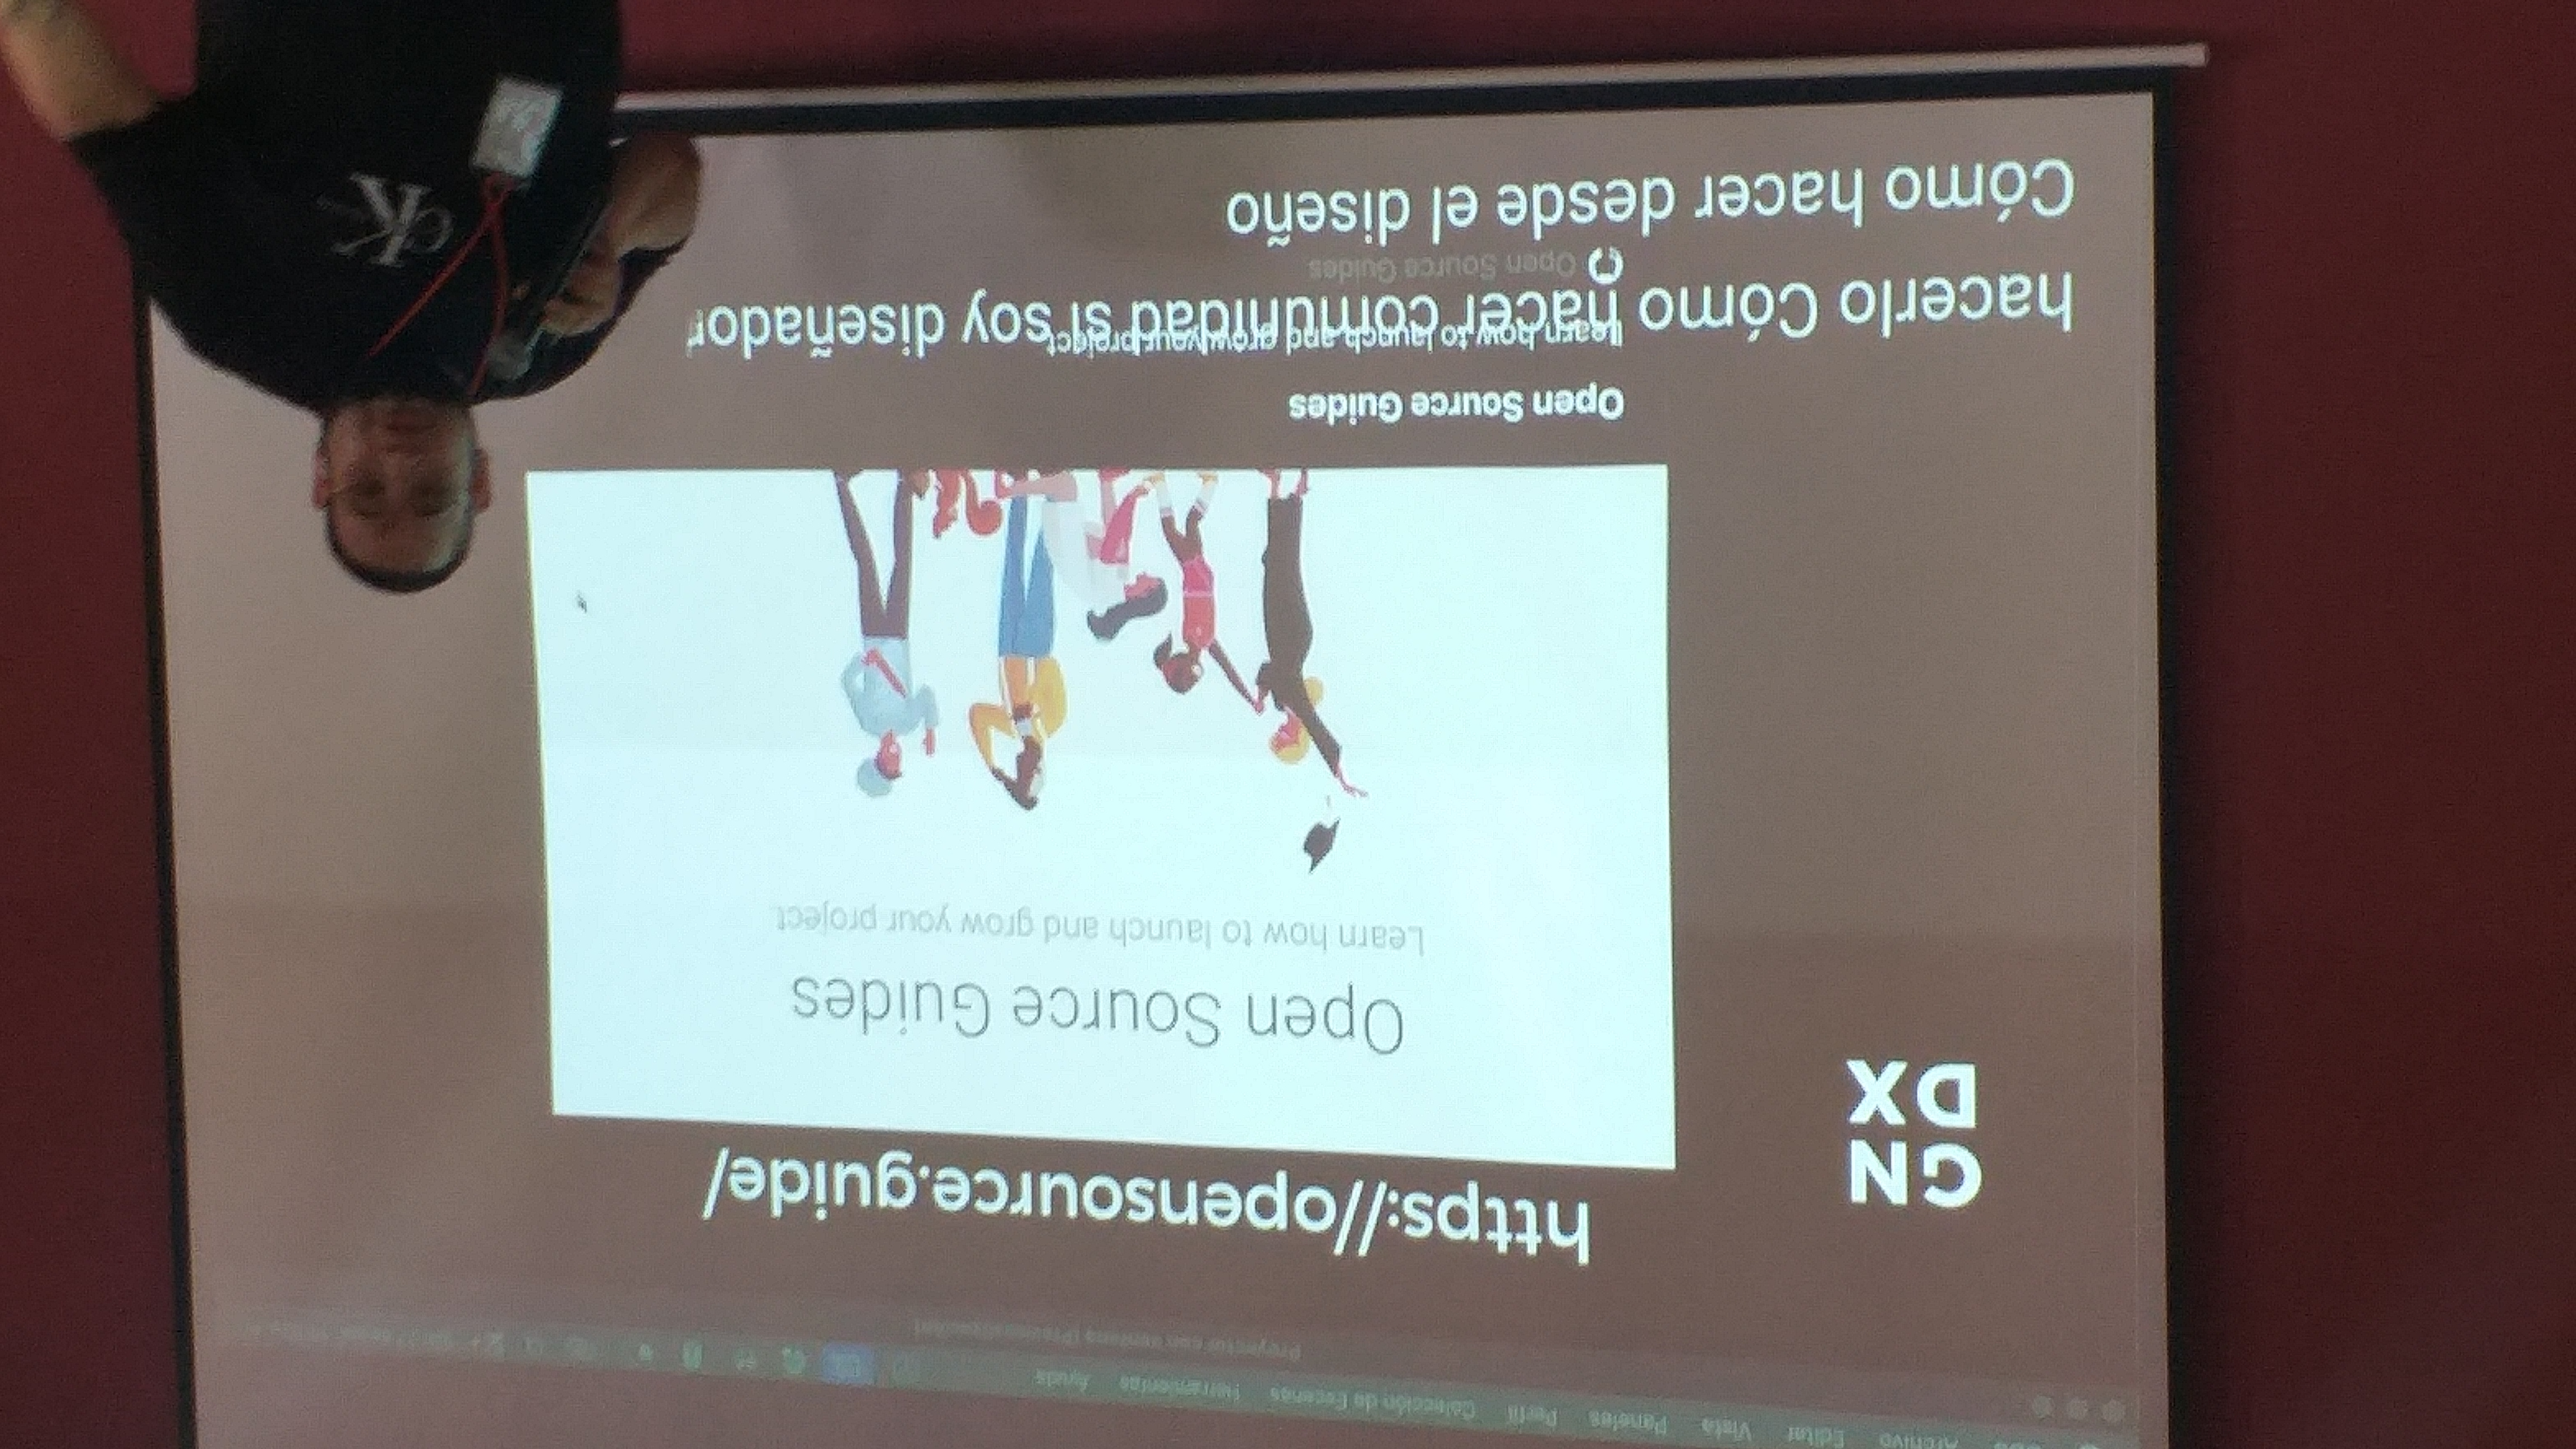 Archivo Editar Vista Paneles Perfil Colección de Escenas Herramientas Ayuda
Proyector con ventana
https://opensource.guide/
GN
DX
Open Source Guides
Learn how to launch and grow your project.
Open Source Guides
Learn how to launch and grow your project.
hacerlo Cómo hacer comunidad si soy diseñador
Open Source Guides
Cómo hacer desde el diseño
cK